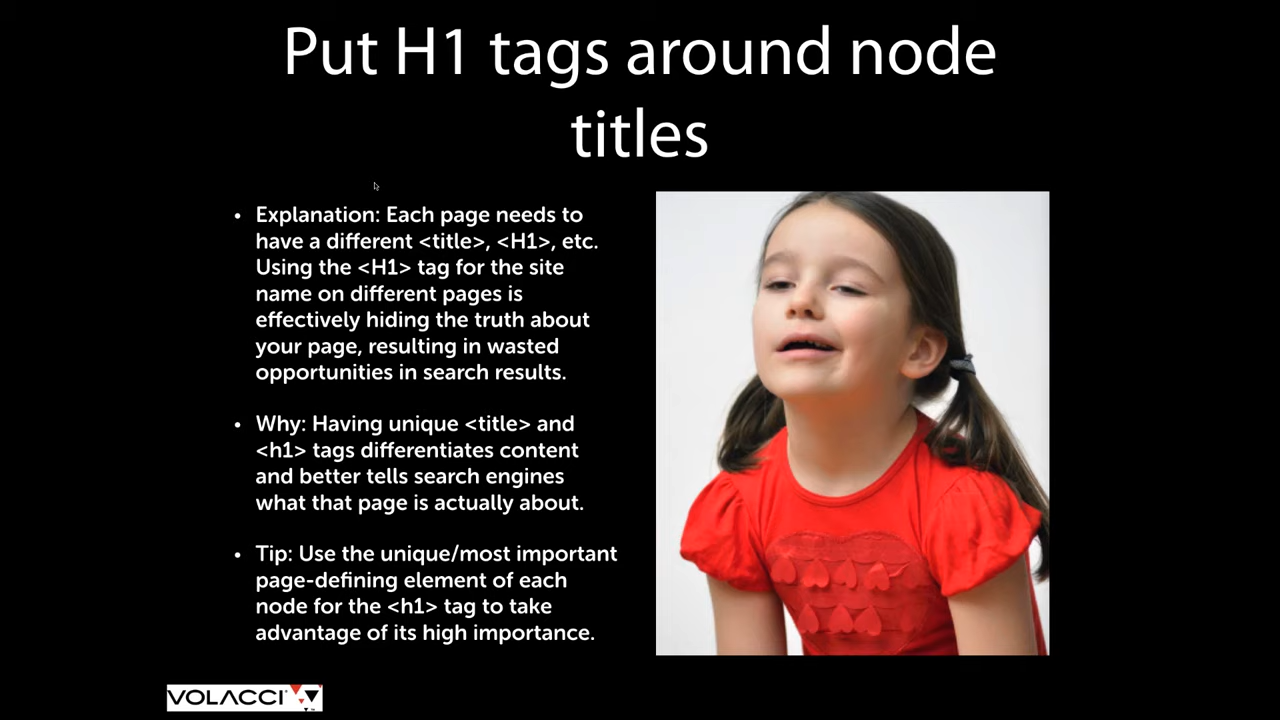 Put H1 tags around node
titles
• Explanation: Each page needs to
have a different <title>, <H1>, etc.
Using the <H1> tag for the site
name on different pages is
effectively hiding the truth about
your page, resulting in wasted
opportunities in search results.
• Why: Having unique <title> and
<h1> tags differentiates content
and better tells search engines
what that page is actually about.
• Tip: Use the unique/most important
page-defining element of each
node for the <h1> tag to take
advantage of its high importance.
VOLACCI